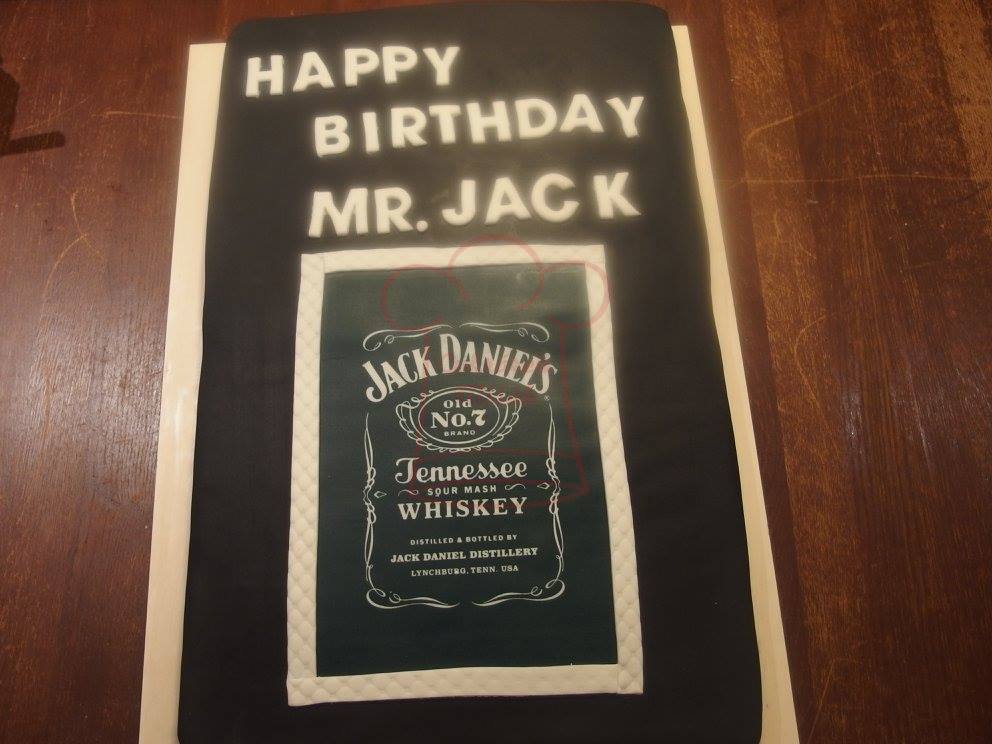 HAPPY
BIRTHDAY
MR. JACK
JACK DANIEL'S
Old
No.7
BRAND
Tennessee
SOUR MASH
WHISKEY
DISTILLED & BOTTLED BY
JACK DANIEL DISTILLERY
LYNCHBURG, TENN. USA